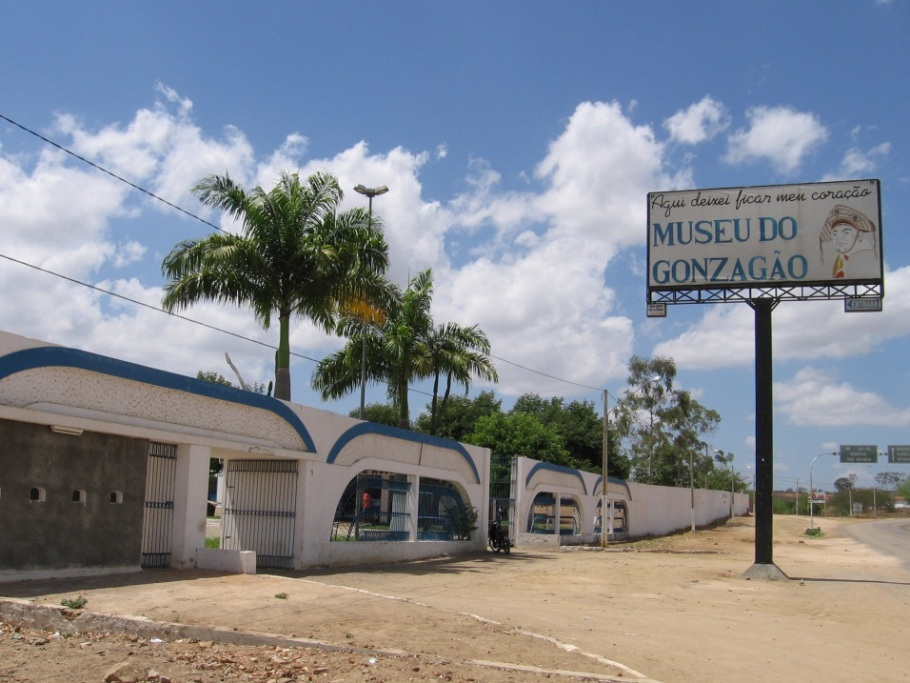 "Aqui deixei ficar meu coração"
MUSEU DO
GONZAGÃO